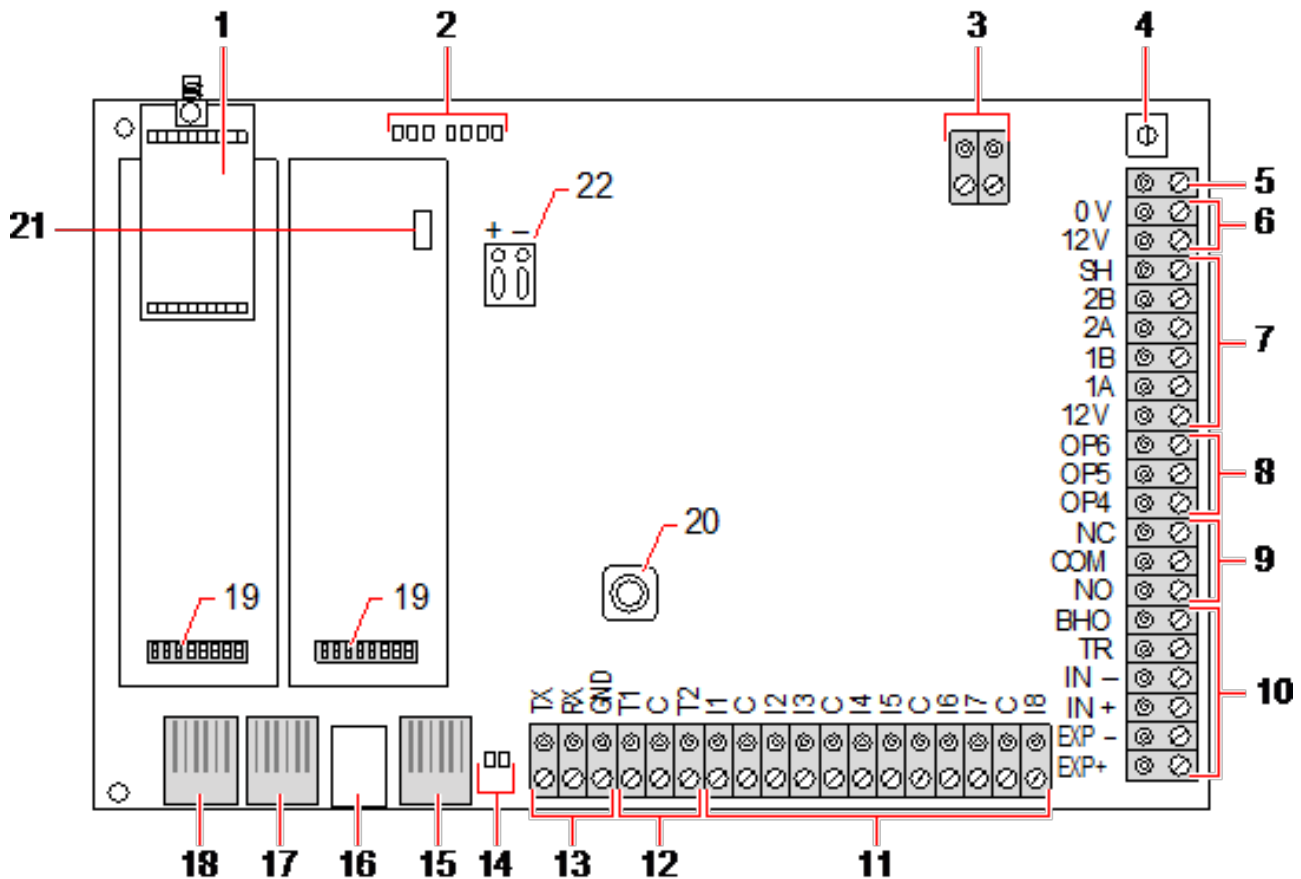 1 2 3 4
5
0 V
6
12 V
SH
2B
2A
1B
7
1A
12 V
OP6
OP5
8
OP4
NC
COM
9
NO
BHO
TR
IN –
10
IN +
EXP –
EXP+
21
22
+ –
20
19 19
TX RX GND T1 C T2 I1 C I2 I3 C I4 I5 C I6 I7 C I8
18 17 16 15 14 13 12 11